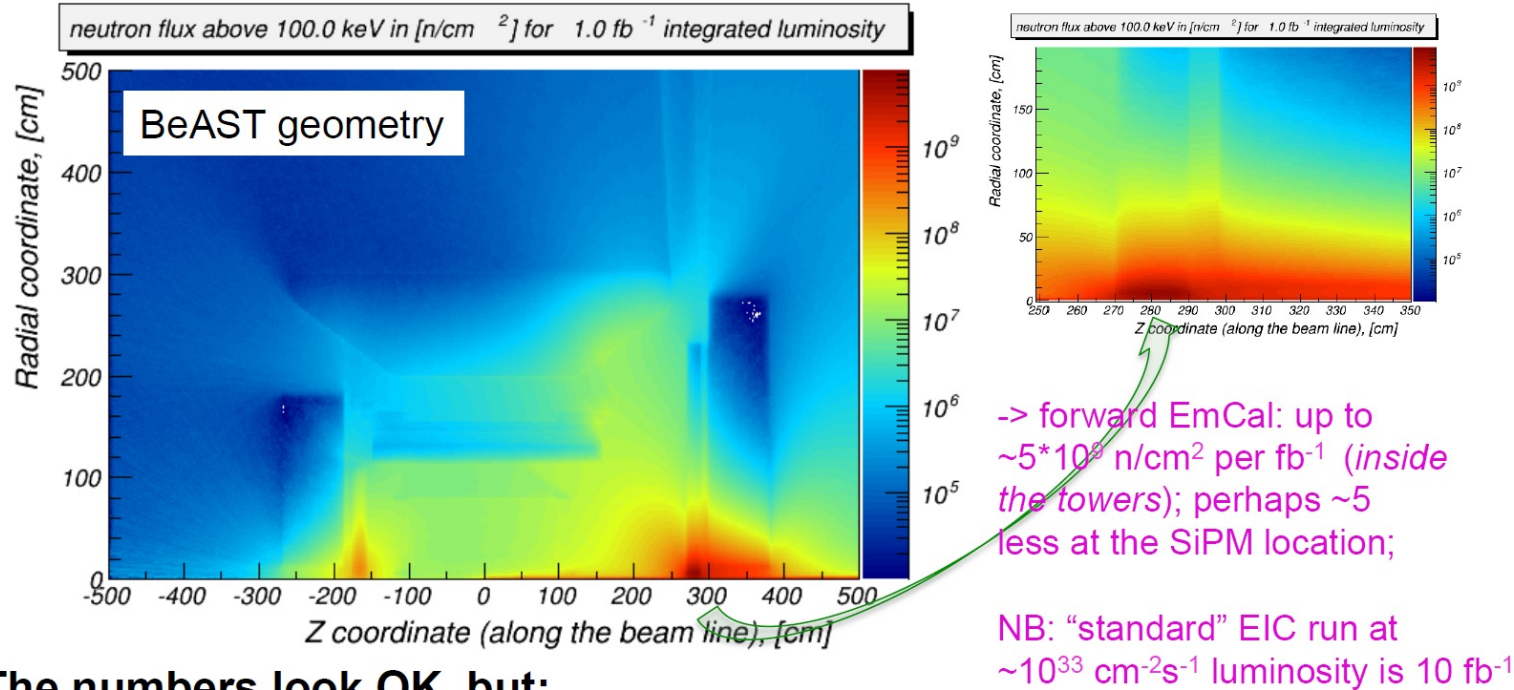 neutron flux above 100.0 keV in [n/cm 2] for 1.0 fb -1 integrated luminosity
500
400
300
200
100
0
Radial coordinate, [cm]
BeAST geometry
10⁹
10⁸
10⁷
10⁶
10⁵
-500 -400 -300 -200 -100 0 100 200 300 400 500
Z coordinate (along the beam line), [cm]
neutron flux above 100.0 keV in [n/cm 2] for 1.0 fb -1 integrated luminosity
150
100
50
0
Radial coordinate, [cm]
10⁹
10⁸
10⁷
10⁶
10⁵
250 260 270 280 290 300 310 320 330 340 350
Z coordinate (along the beam line), [cm]
-> forward EmCal: up to
~5*10⁹ n/cm² per fb⁻¹ (inside
the towers); perhaps ~5
less at the SiPM location;
NB: “standard” EIC run at
~10³³ cm⁻²s⁻¹ luminosity is 10 fb⁻¹
The numbers look OK, but: